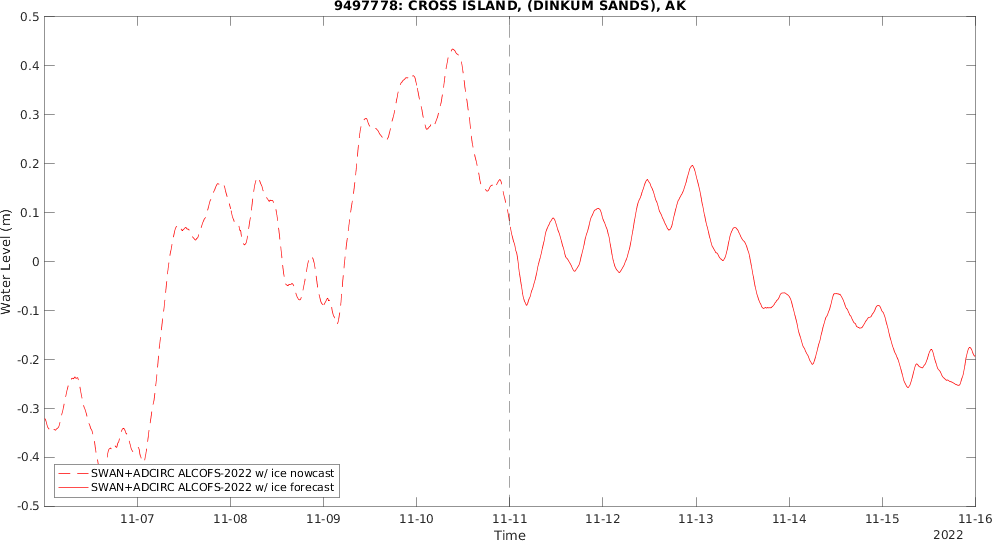 9497778: CROSS ISLAND, (DINKUM SANDS), AK
Water Level (m)
0.5
0.4
0.3
0.2
0.1
0
-0.1
-0.2
-0.3
-0.4
-0.5
SWAN+ADCIRC ALCOFS-2022 w/ ice nowcast
SWAN+ADCIRC ALCOFS-2022 w/ ice forecast
11-07 11-08 11-09 11-10 11-11 11-12 11-13 11-14 11-15 11-16
Time
2022